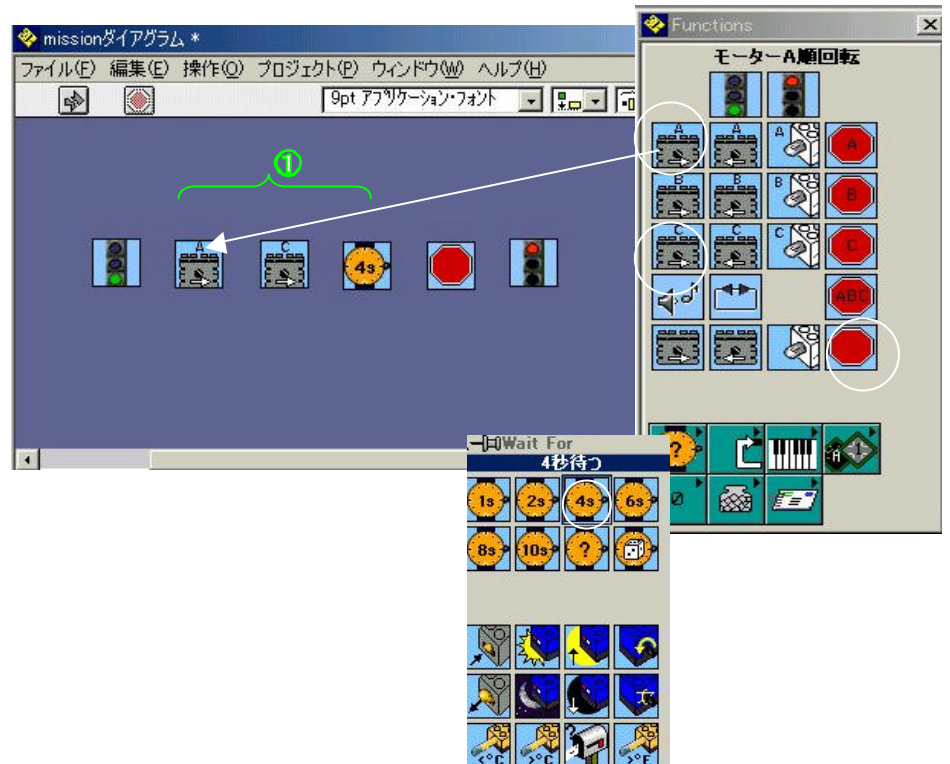 missionダイアグラム *
ファイル(F) 編集(E) 操作(O) プロジェクト(P) ウィンドウ(W) ヘルプ(H)
9pt アプリケーション・フォント
①
A C 4s
Functions
モーターA順回転
A A A A
B B B B
C C C C
ABC
? A 1
Wait For
4秒待つ
1s 2s 4s 6s
8s 10s ?
?
<°C >°C >°F